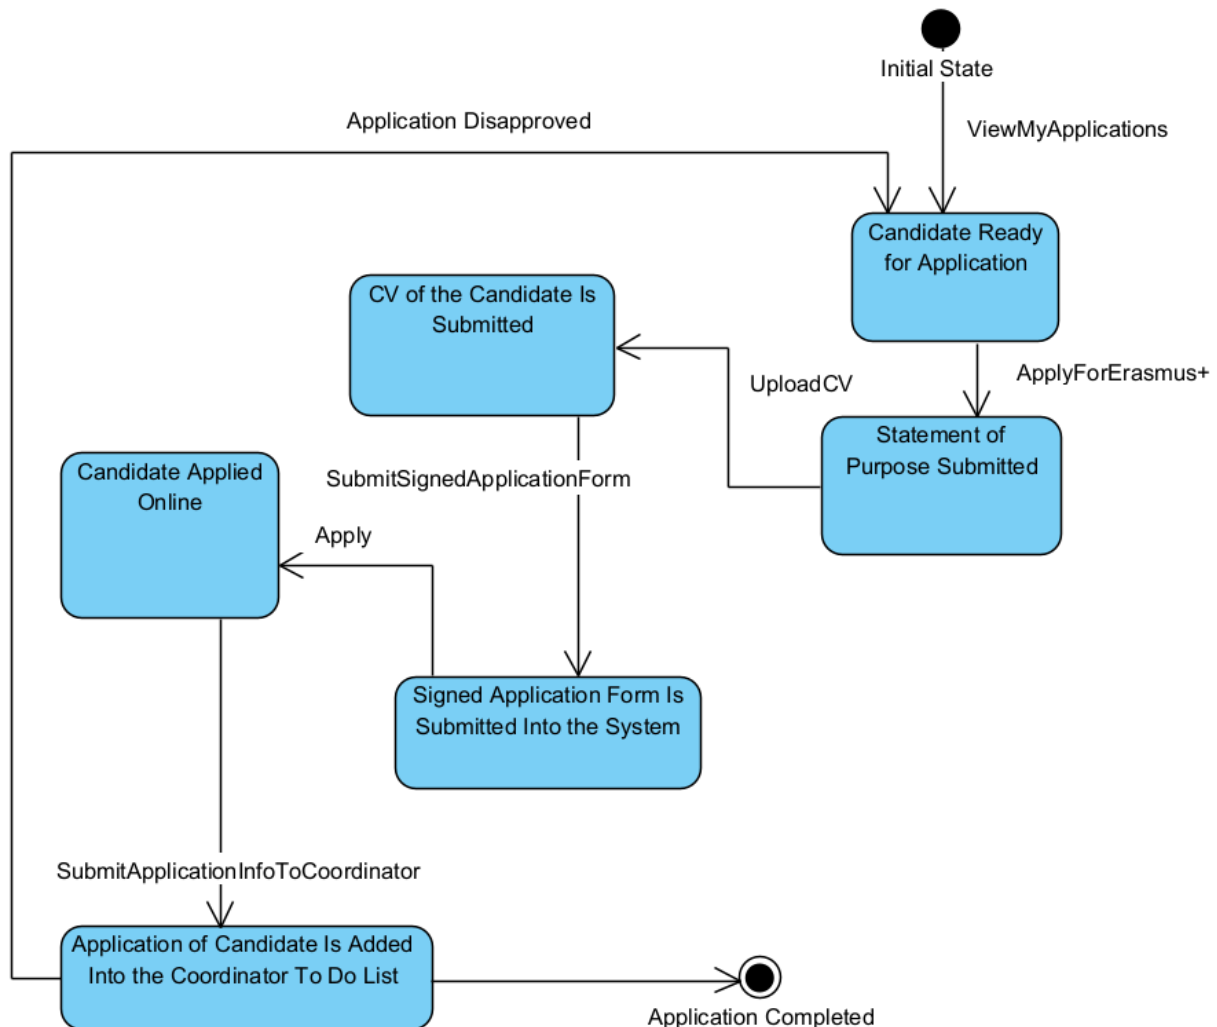 Initial State
Application Disapproved
ViewMyApplications
Candidate Ready
for Application
CV of the Candidate Is
Submitted
ApplyForErasmus+
UploadCV
Statement of
Purpose Submitted
Candidate Applied
Online
SubmitSignedApplicationForm
Apply
Signed Application Form Is
Submitted Into the System
SubmitApplicationInfoToCoordinator
Application of Candidate Is Added
Into the Coordinator To Do List
Application Completed